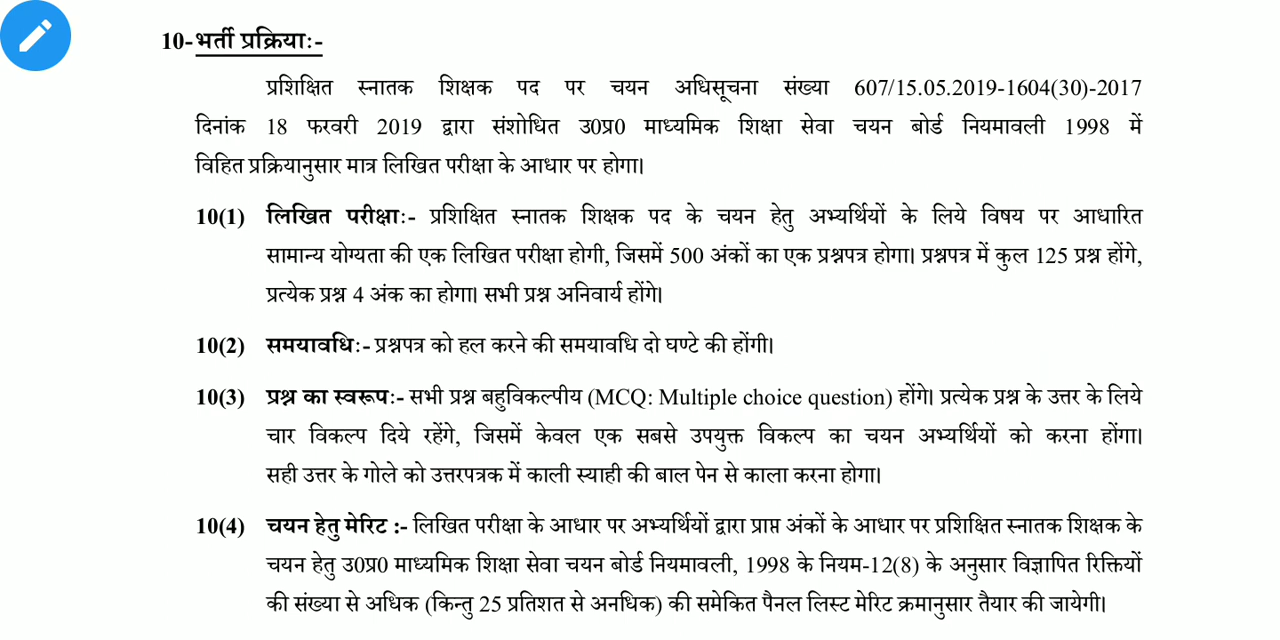 10-भर्ती प्रक्रियाः-
प्रशिक्षित स्नातक शिक्षक पद पर चयन अधिसूचना संख्या 607/15.05.2019-1604(30)-2017
दिनांक 18 फरवरी 2019 द्वारा संशोधित उ0प्र0 माध्यमिक शिक्षा सेवा चयन बोर्ड नियमावली 1998 में
विहित प्रक्रियानुसार मात्र लिखित परीक्षा के आधार पर होगा।
10(1) लिखित परीक्षाः- प्रशिक्षित स्नातक शिक्षक पद के चयन हेतु अभ्यर्थियों के लिये विषय पर आधारित
सामान्य योग्यता की एक लिखित परीक्षा होगी, जिसमें 500 अंकों का एक प्रश्नपत्र होगा। प्रश्नपत्र में कुल 125 प्रश्न होंगे,
प्रत्येक प्रश्न 4 अंक का होगा। सभी प्रश्न अनिवार्य होंगे।
10(2) समयावधिः- प्रश्नपत्र को हल करने की समयावधि दो घण्टे की होंगी।
10(3) प्रश्न का स्वरूपः- सभी प्रश्न बहुविकल्पीय (MCQ: Multiple choice question) होंगे। प्रत्येक प्रश्न के उत्तर के लिये
चार विकल्प दिये रहेंगे, जिसमें केवल एक सबसे उपयुक्त विकल्प का चयन अभ्यर्थियों को करना होंगा।
सही उत्तर के गोले को उत्तरपत्रक में काली स्याही की बाल पेन से काला करना होगा।
10(4) चयन हेतु मेरिट :- लिखित परीक्षा के आधार पर अभ्यर्थियों द्वारा प्राप्त अंकों के आधार पर प्रशिक्षित स्नातक शिक्षक के
चयन हेतु उ0प्र0 माध्यमिक शिक्षा सेवा चयन बोर्ड नियमावली, 1998 के नियम-12(8) के अनुसार विज्ञापित रिक्तियों
की संख्या से अधिक (किन्तु 25 प्रतिशत से अनधिक) की समेकित पैनल लिस्ट मेरिट क्रमानुसार तैयार की जायेगी।